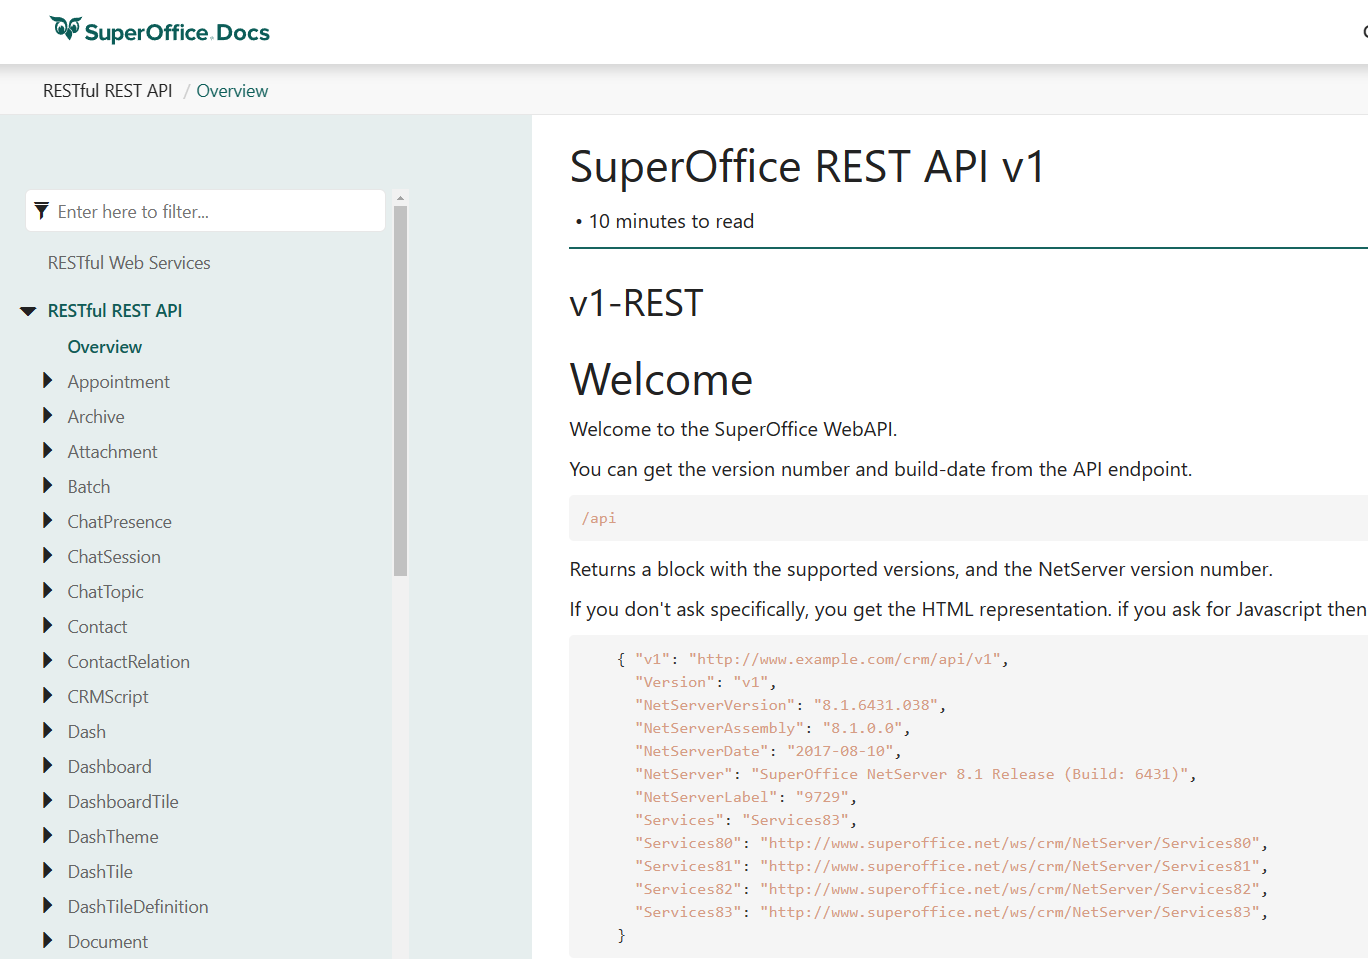 SuperOffice Docs
RESTful REST API / Overview
Enter here to filter...
RESTful Web Services
RESTful REST API
Overview
Appointment
Archive
Attachment
Batch
ChatPresence
ChatSession
ChatTopic
Contact
ContactRelation
CRMScript
Dash
Dashboard
DashboardTile
DashTheme
DashTile
DashTileDefinition
Document
SuperOffice REST API v1
• 10 minutes to read
v1-REST
Welcome
Welcome to the SuperOffice WebAPI.
You can get the version number and build-date from the API endpoint.
/api
Returns a block with the supported versions, and the NetServer version number.
If you don't ask specifically, you get the HTML representation. if you ask for Javascript then
{ "v1": "http://www.example.com/crm/api/v1",
"Version": "v1",
"NetServerVersion": "8.1.6431.038",
"NetServerAssembly": "8.1.0.0",
"NetServerDate": "2017-08-10",
"NetServer": "SuperOffice NetServer 8.1 Release (Build: 6431)",
"NetServerLabel": "9729",
"Services": "Services83",
"Services80": "http://www.superoffice.net/ws/crm/NetServer/Services80",
"Services81": "http://www.superoffice.net/ws/crm/NetServer/Services81",
"Services82": "http://www.superoffice.net/ws/crm/NetServer/Services82",
"Services83": "http://www.superoffice.net/ws/crm/NetServer/Services83",
}